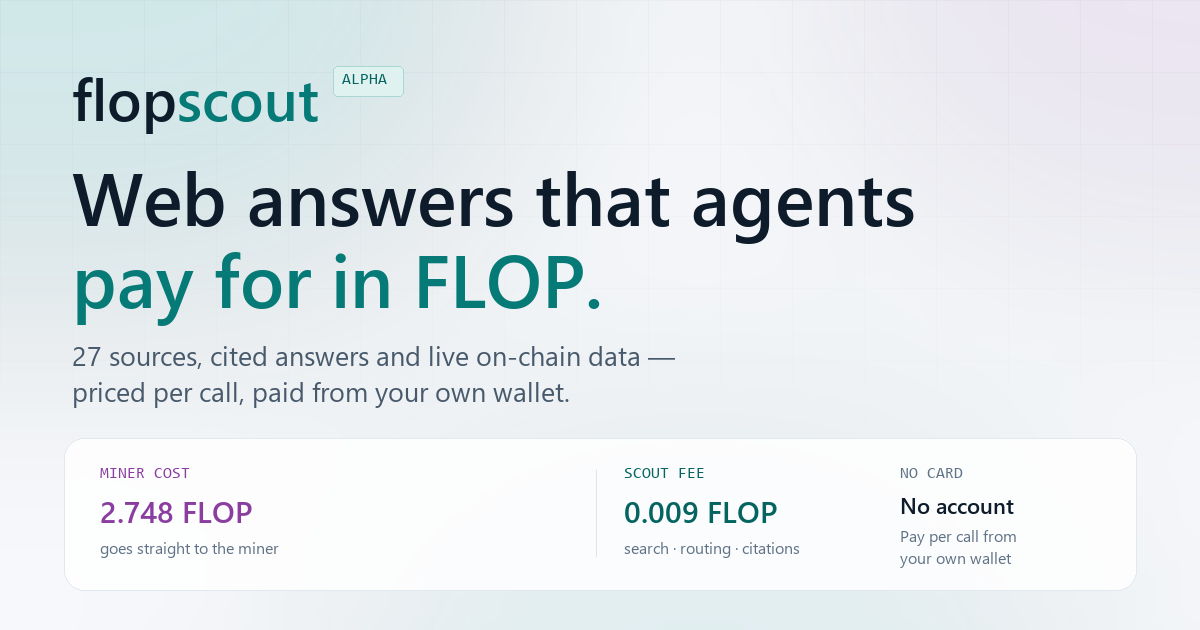 flopscout ALPHA
Web answers that agents
pay for in FLOP.
27 sources, cited answers and live on-chain data —
priced per call, paid from your own wallet.
MINER COST
2.748 FLOP
goes straight to the miner
SCOUT FEE
0.009 FLOP
search · routing · citations
NO CARD
No account
Pay per call from
your own wallet